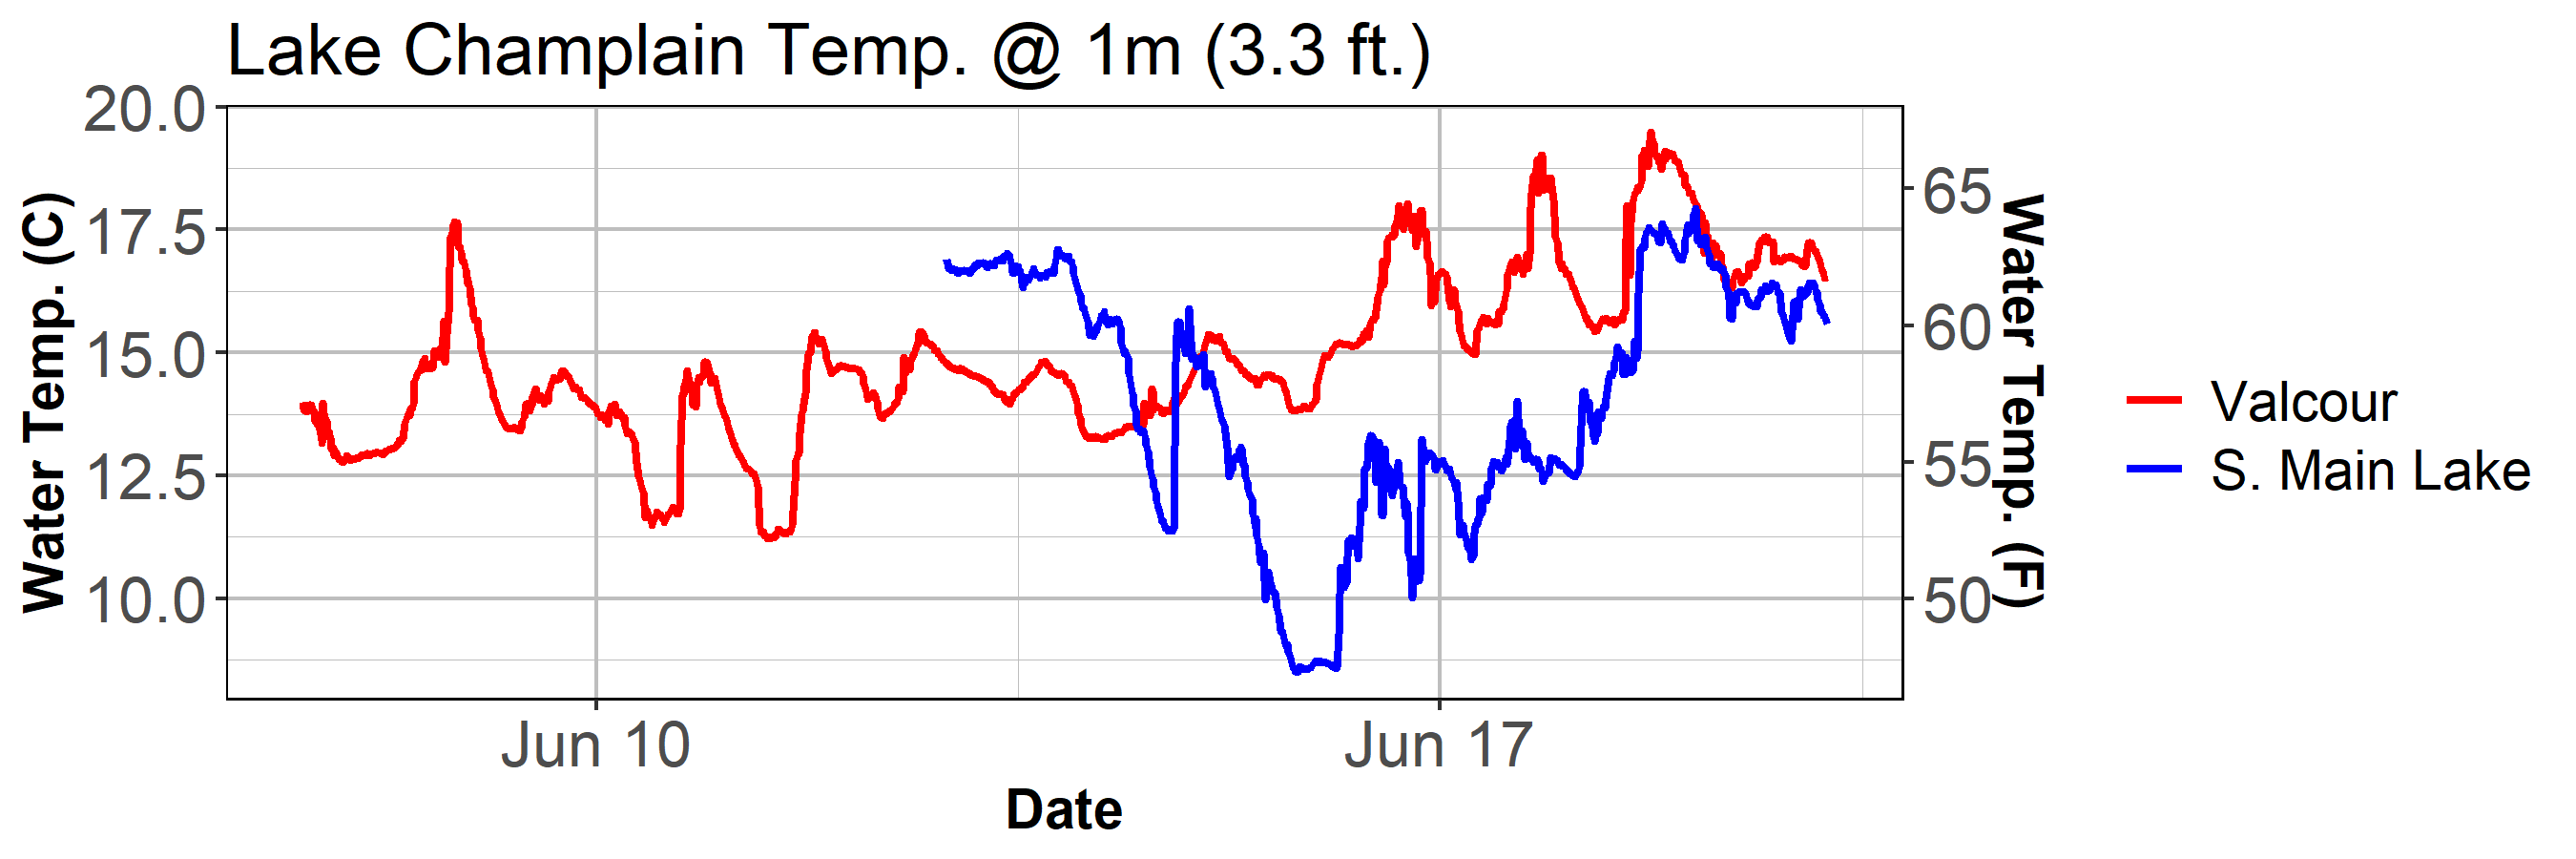 Lake Champlain Temp. @ 1m (3.3 ft.)
Water Temp. (C)
20.0
17.5
15.0
12.5
10.0
65
60
55
50
Water Temp. (F)
Jun 10
Jun 17
Date
Valcour
S. Main Lake